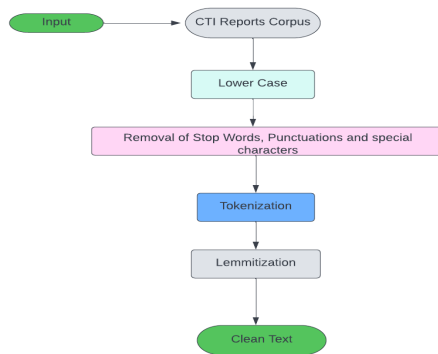 Input
CTI Reports Corpus
Lower Case
Removal of Stop Words, Punctuations and special
characters
Tokenization
Lemmitization
Clean Text